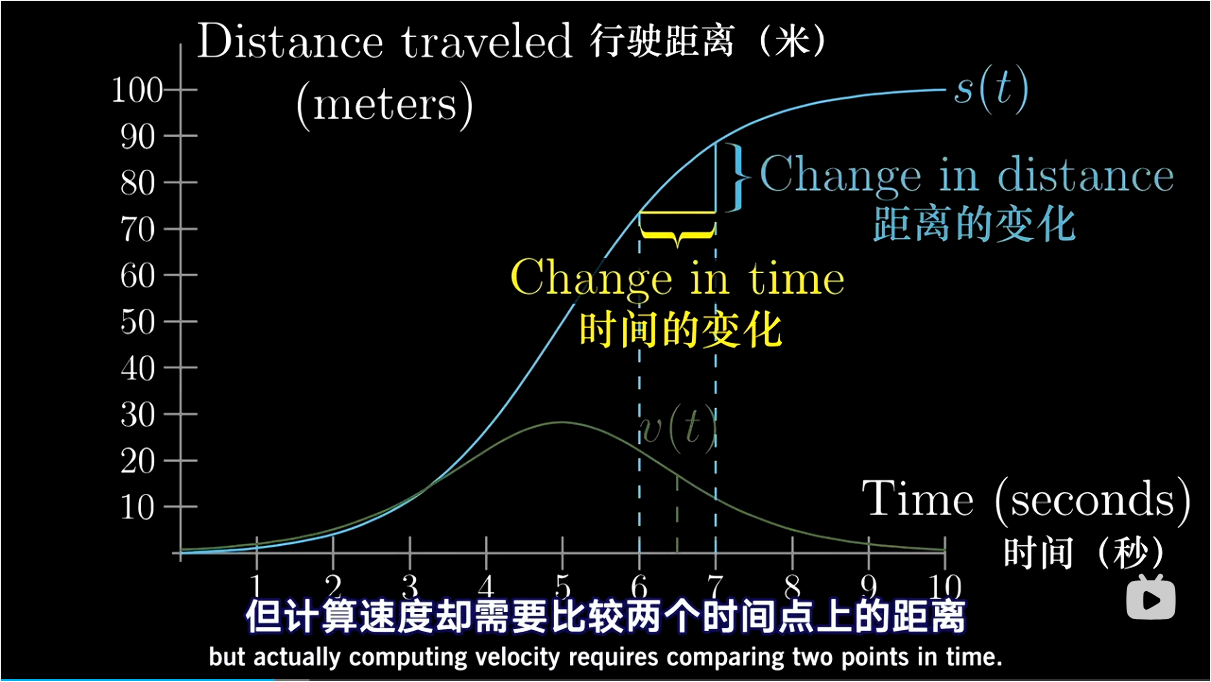 Distance traveled 行驶距离（米）
(meters)
100
90
80
70
60
50
40
30
20
10
s(t)
Change in distance
距离的变化
Change in time
时间的变化
v(t)
Time (seconds)
时间（秒）
1 2 3 4 5 6 7 8 9 10
但计算速度却需要比较两个时间点上的距离
but actually computing velocity requires comparing two points in time.